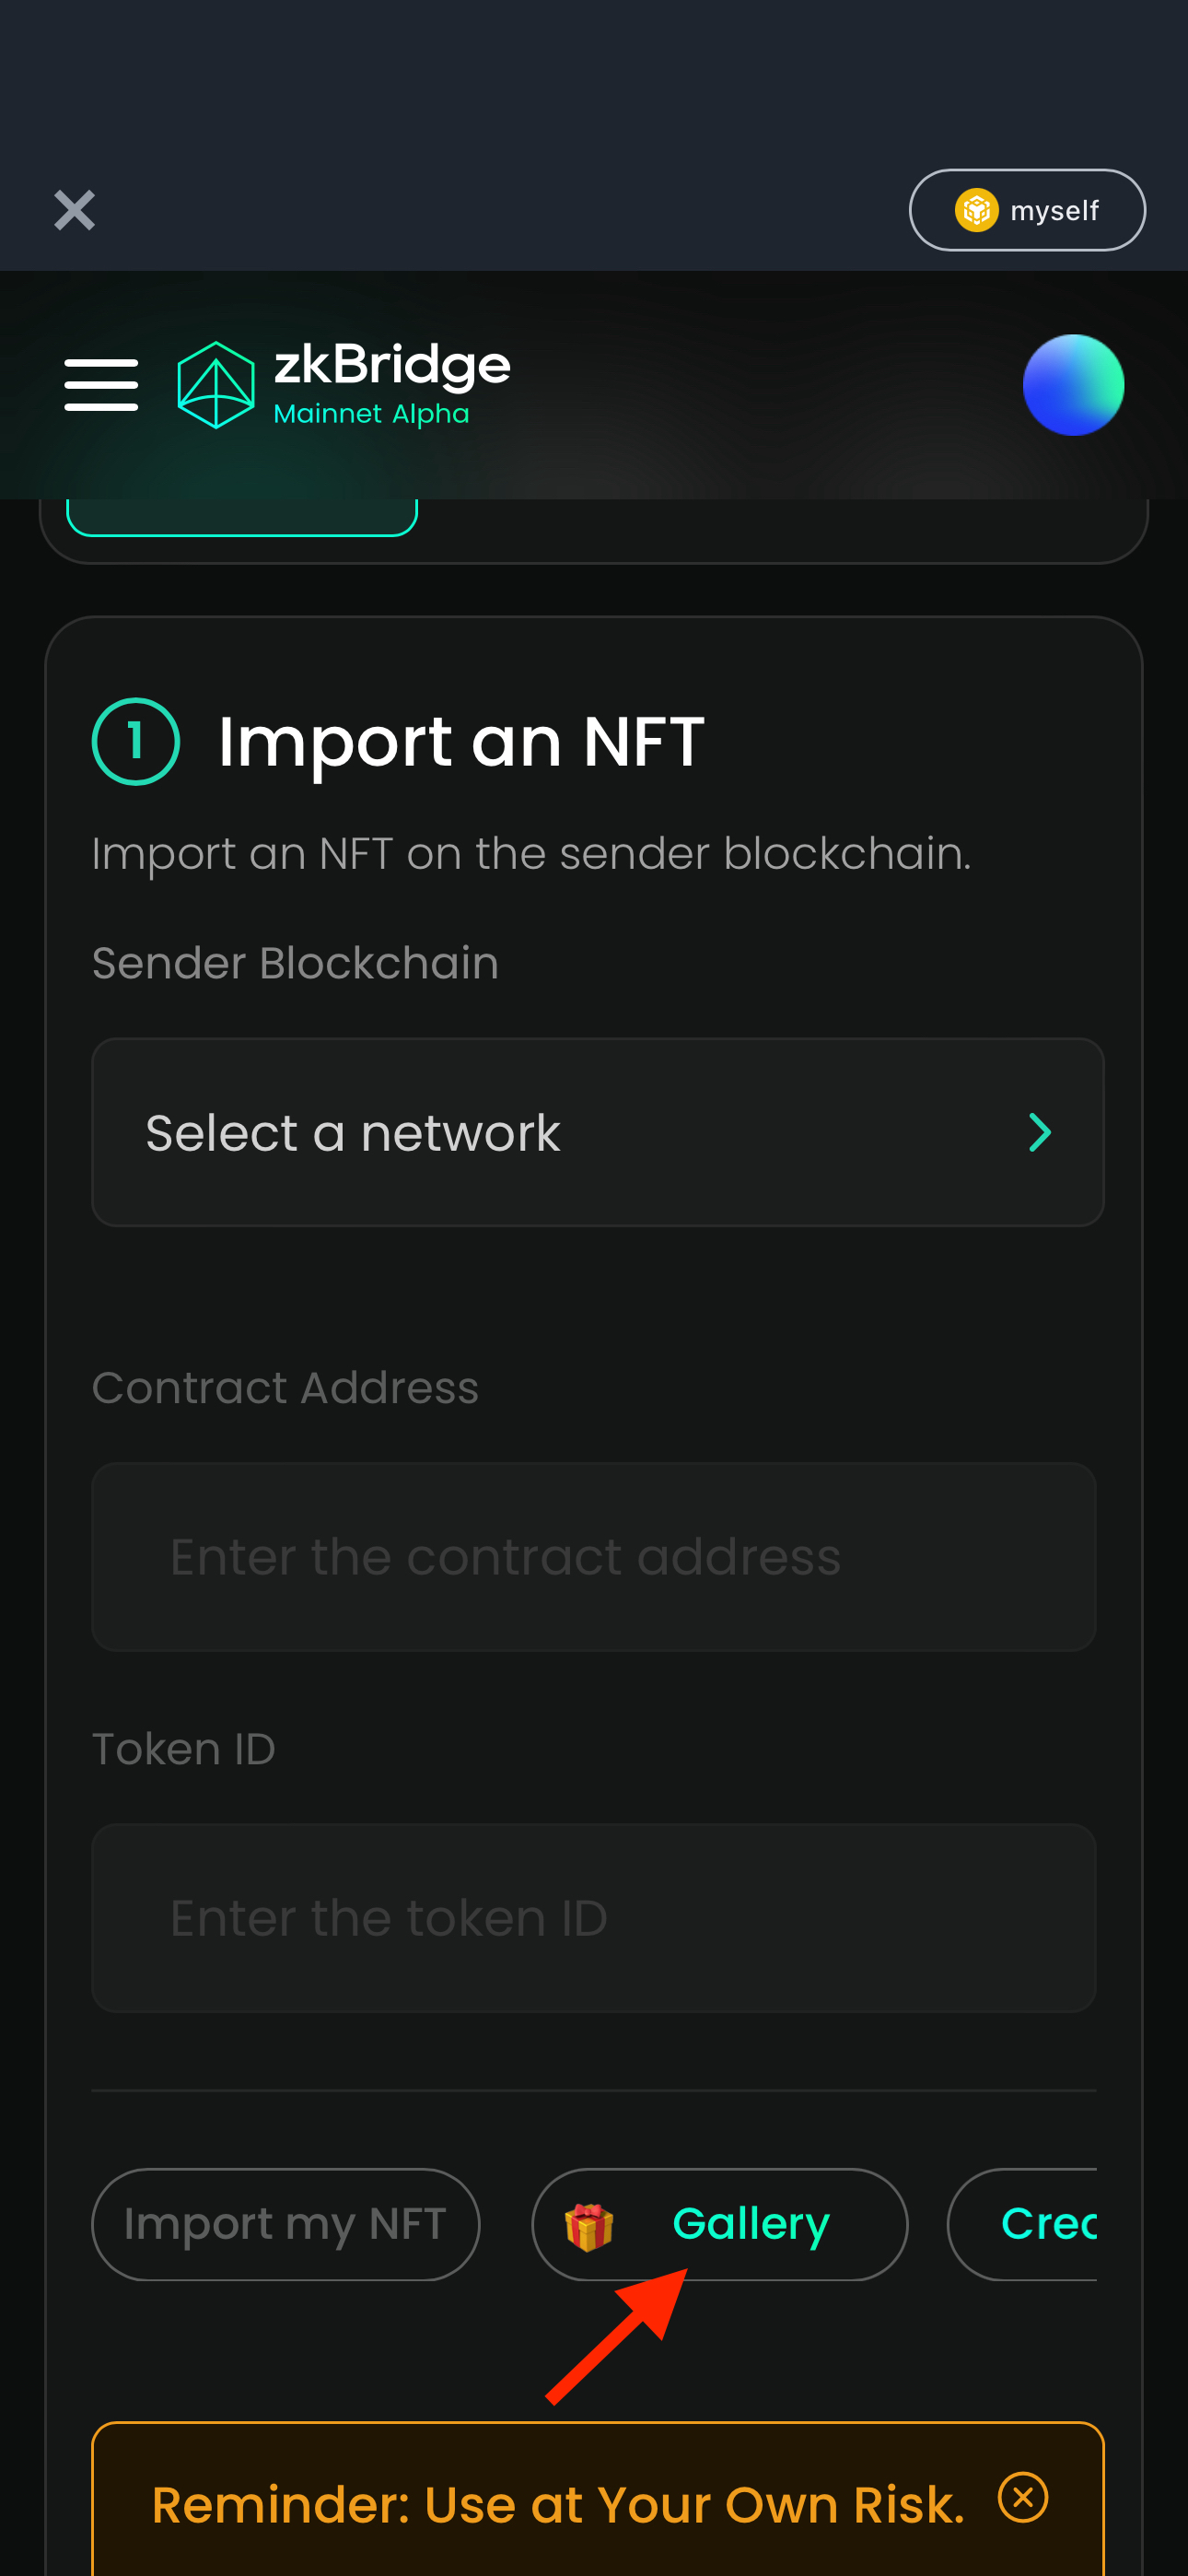 myself
zkBridge
Mainnet Alpha
1 Import an NFT
Import an NFT on the sender blockchain.
Sender Blockchain
Select a network
Contract Address
Enter the contract address
Token ID
Enter the token ID
Import my NFT
Gallery
Reminder: Use at Your Own Risk.